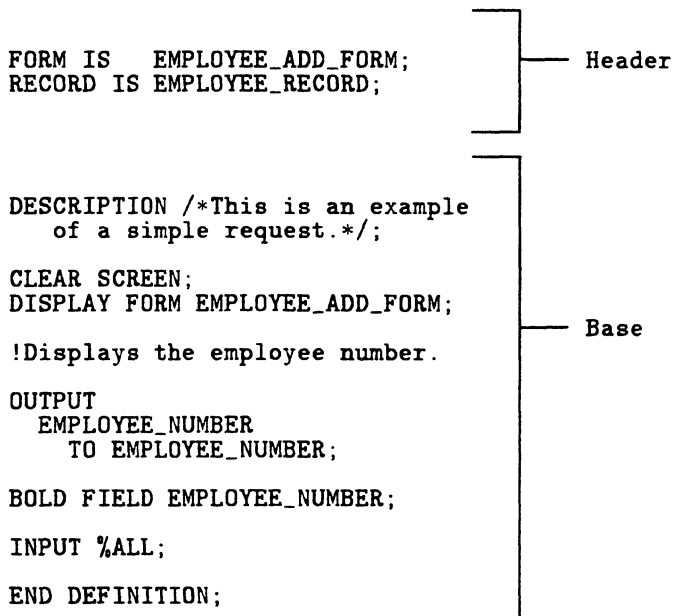 FORM IS EMPLOYEE_ADD_FORM;
Header
RECORD IS EMPLOYEE_RECORD;
DESCRIPTION /*This is an example
of a simple request.*/;
CLEAR SCREEN;
DISPLAY FORM EMPLOYEE_ADD_FORM;
Base
!Displays the employee number.
OUTPUT
EMPLOYEE_NUMBER
TO EMPLOYEE_NUMBER;
BOLD FIELD EMPLOYEE_NUMBER;
INPUT %ALL;
END DEFINITION;